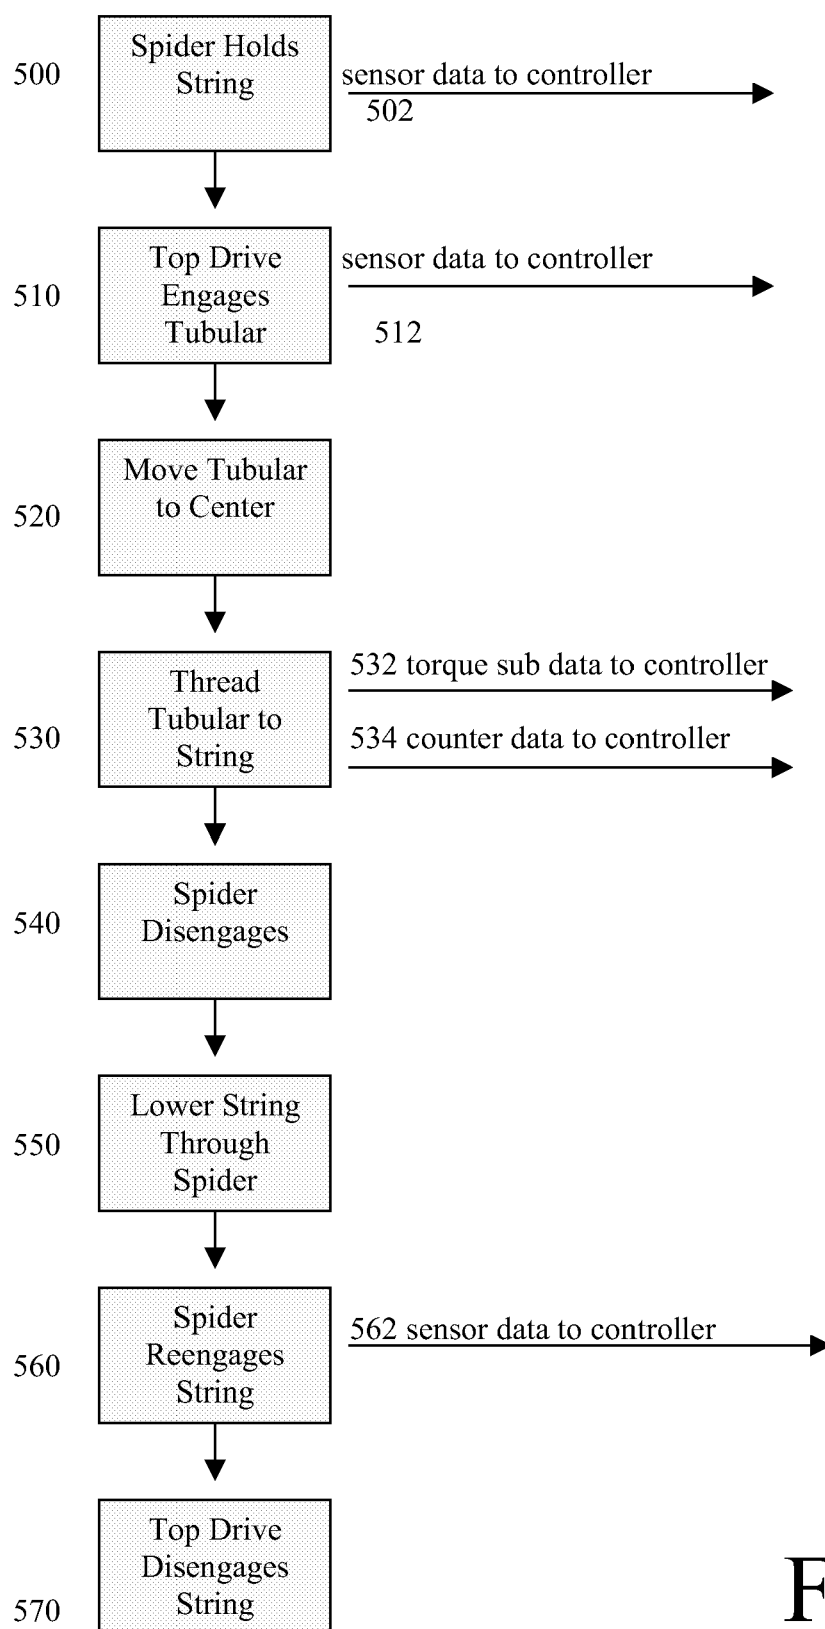 500
Spider Holds
String
sensor data to controller
502
510
Top Drive
Engages
Tubular
sensor data to controller
512
520
Move Tubular
to Center
530
Thread
Tubular to
String
532 torque sub data to controller
534 counter data to controller
540
Spider
Disengages
550
Lower String
Through
Spider
560
Spider
Reengages
String
562 sensor data to controller
570
Top Drive
Disengages
String
F